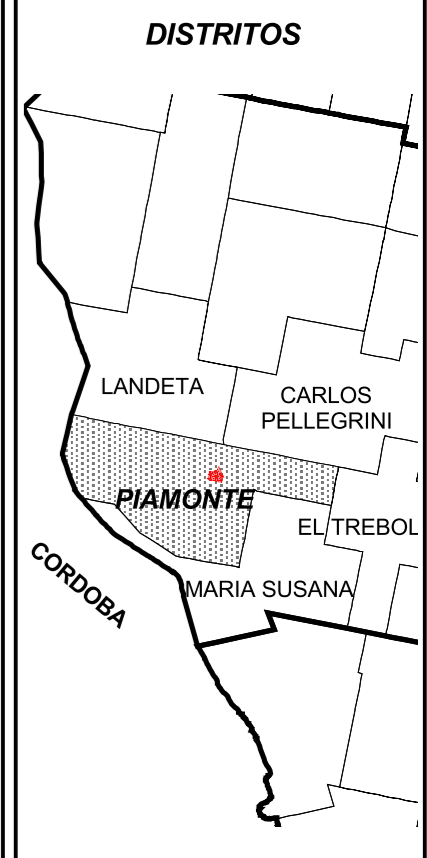 DISTRITOS
LANDETA
CARLOS
PELLEGRINI
PIAMONTE
EL TREBOL
CORDOBA
MARIA SUSANA